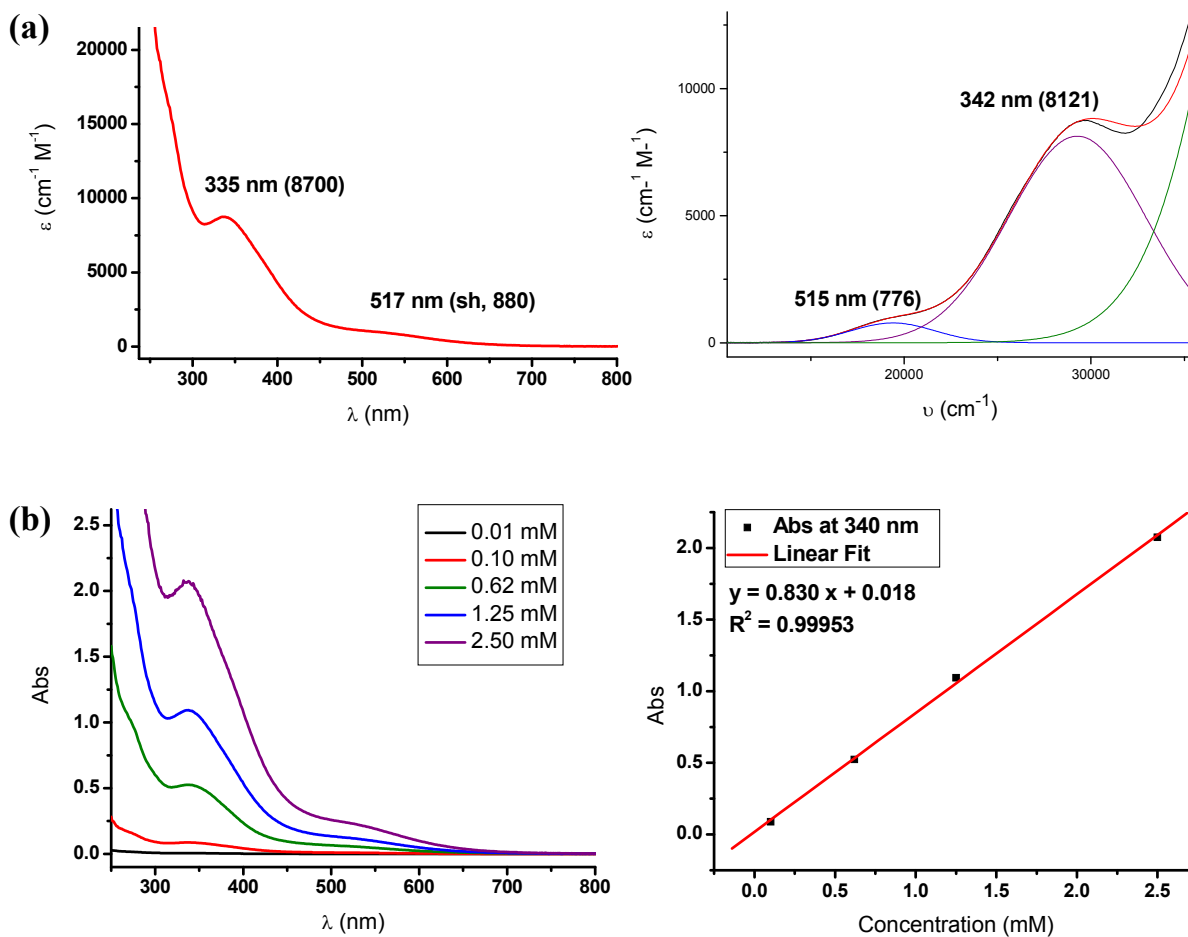 (a)
20000
15000
10000
5000
0
ε (cm⁻¹ M⁻¹)
335 nm (8700)
517 nm (sh, 880)
300 400 500 600 700 800
λ (nm)
10000
5000
0
ε (cm-¹ M-¹)
342 nm (8121)
515 nm (776)
20000 30000
υ (cm⁻¹)
(b)
2.5
2.0
1.5
1.0
0.5
0.0
Abs
0.01 mM
0.10 mM
0.62 mM
1.25 mM
2.50 mM
300 400 500 600 700 800
λ (nm)
2.0
1.5
1.0
0.5
0.0
Abs
Abs at 340 nm
Linear Fit
y = 0.830 x + 0.018
R² = 0.99953
0.0 0.5 1.0 1.5 2.0 2.5
Concentration (mM)